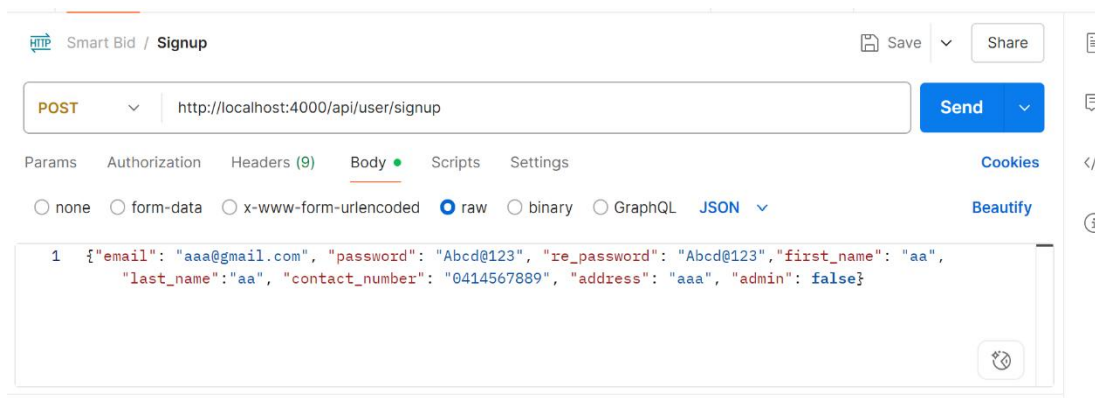 HTTP Smart Bid / Signup Save Share
POST http://localhost:4000/api/user/signup Send
Params Authorization Headers (9) Body Scripts Settings Cookies
none form-data x-www-form-urlencoded raw binary GraphQL JSON Beautify
1 {"email": "aaa@gmail.com", "password": "Abcd@123", "re_password": "Abcd@123","first_name": "aa",
"last_name":"aa", "contact_number": "0414567889", "address": "aaa", "admin": false}